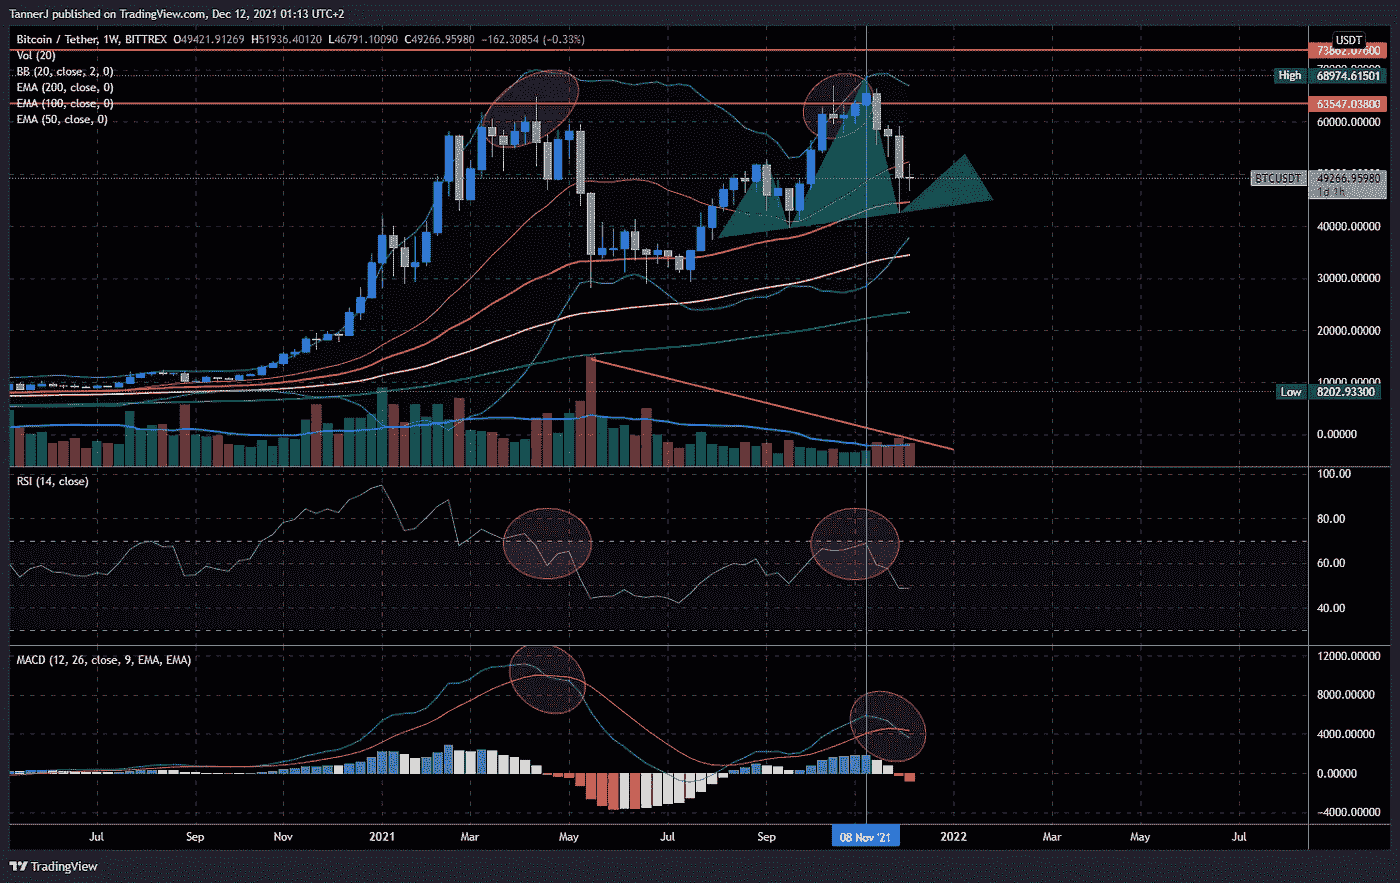 TannerJ published on TradingView.com, Dec 12, 2021 01:13 UTC+2
Bitcoin / Tether, 1W, BITTREX O49421.91269 H51936.40120 L46791.10090 C49266.95980 −162.30854 (−0.33%)
Vol (20)
BB (20, close, 2, 0)
EMA (200, close, 0)
EMA (100, close, 0)
EMA (50, close, 0)
USDT
73862.07600
High 68974.61501
63547.03800
60000.00000
BTCUSDT 49266.95980
1d 1h
40000.00000
30000.00000
20000.00000
10000.00000
Low 8202.93300
0.00000
RSI (14, close)
100.00
80.00
60.00
40.00
MACD (12, 26, close, 9, EMA, EMA)
12000.00000
8000.00000
4000.00000
0.00000
−4000.00000
Jul Sep Nov 2021 Mar May Jul Sep 08 Nov '21 2022 Mar May Jul
TradingView